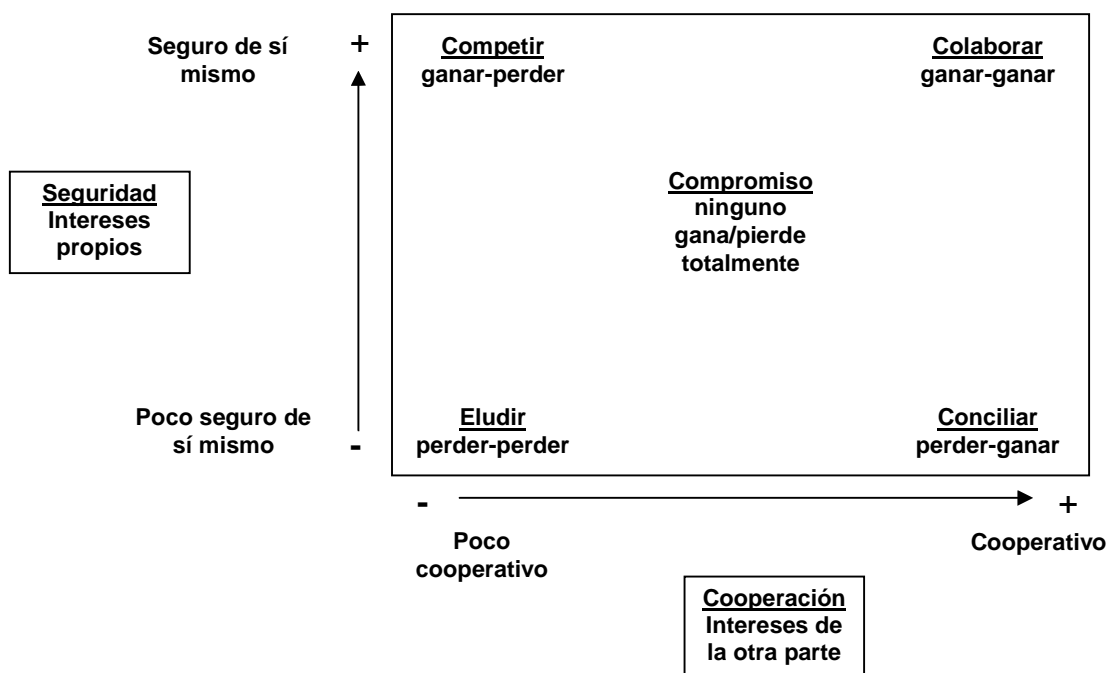 Seguro de sí
mismo
+
Competir
ganar-perder
Colaborar
ganar-ganar
Seguridad
Intereses
propios
Compromiso
ninguno
gana/pierde
totalmente
Poco seguro de
sí mismo
-
Eludir
perder-perder
Conciliar
perder-ganar
-
+
Poco
cooperativo
Cooperativo
Cooperación
Intereses de
la otra parte